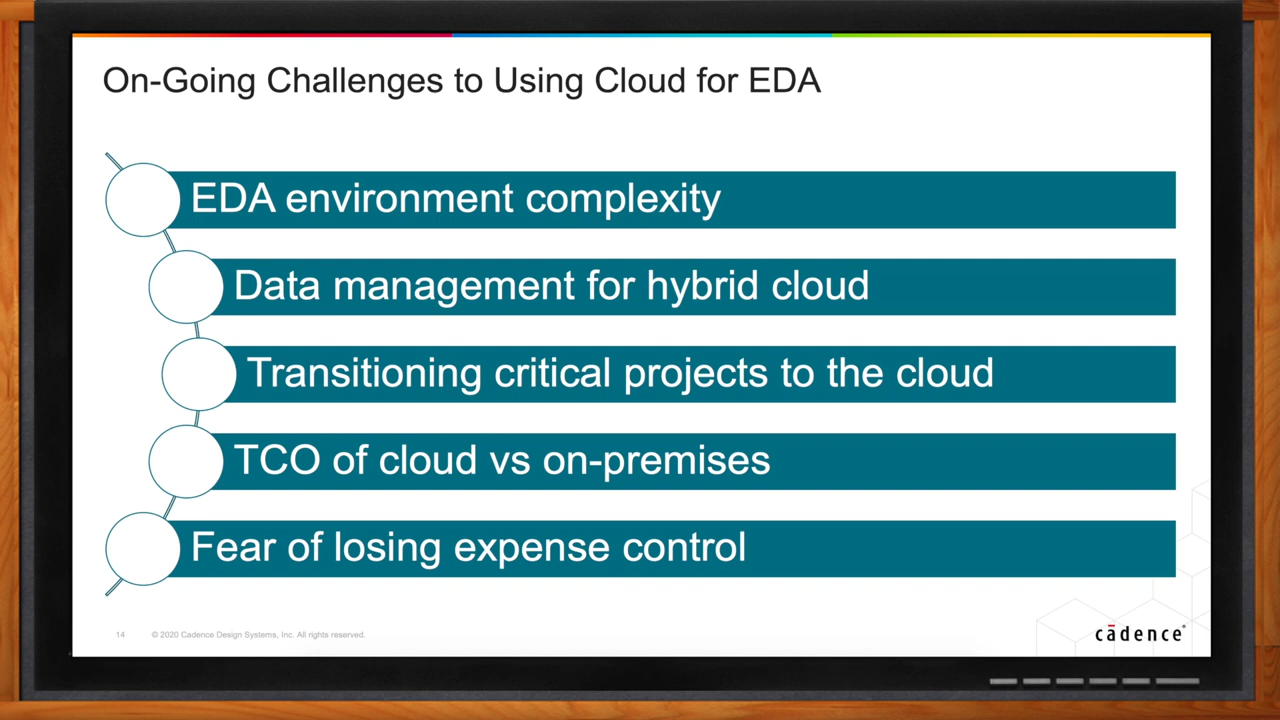 On-Going Challenges to Using Cloud for EDA
EDA environment complexity
Data management for hybrid cloud
Transitioning critical projects to the cloud
TCO of cloud vs on-premises
Fear of losing expense control
14 © 2020 Cadence Design Systems, Inc. All rights reserved.
cādence®